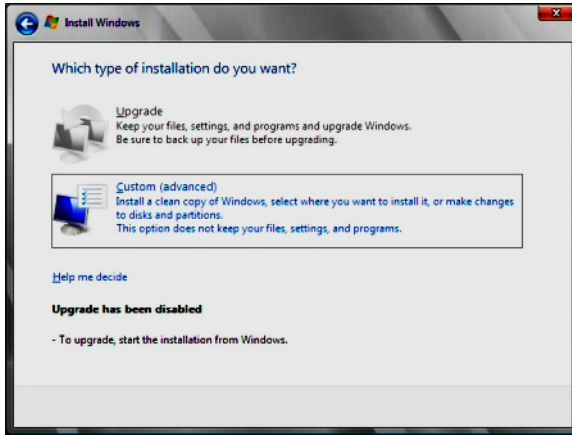 Install Windows
Which type of installation do you want?
Upgrade
Keep your files, settings, and programs and upgrade Windows.
Be sure to back up your files before upgrading.
Custom (advanced)
Install a clean copy of Windows, select where you want to install it, or make changes
to disks and partitions.
This option does not keep your files, settings, and programs.
Help me decide
Upgrade has been disabled
- To upgrade, start the installation from Windows.